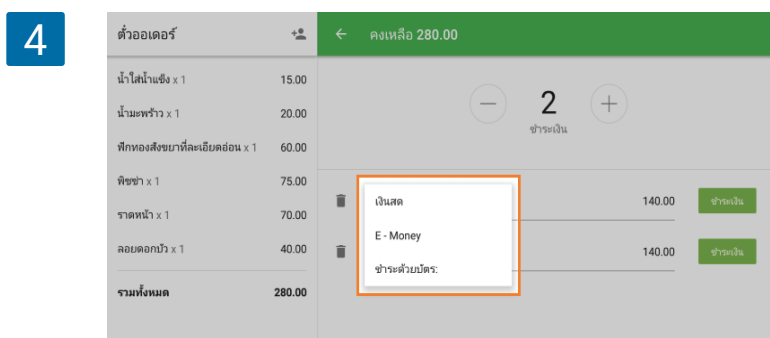 4
ตั๋วออเดอร์
คงเหลือ 280.00
น้ำใส่น้ำแข็ง x 1 15.00
น้ำมะพร้าว x 1 20.00
ฟักทองสังขยาที่ละเอียดอ่อน x 1 60.00
พิซซ่า x 1 75.00
ราดหน้า x 1 70.00
ลอยดอกบัว x 1 40.00
รวมทั้งหมด 280.00
2
ชำระเงิน
เงินสด
E - Money
ชำระด้วยบัตร:
140.00 ชำระเงิน
140.00 ชำระเงิน